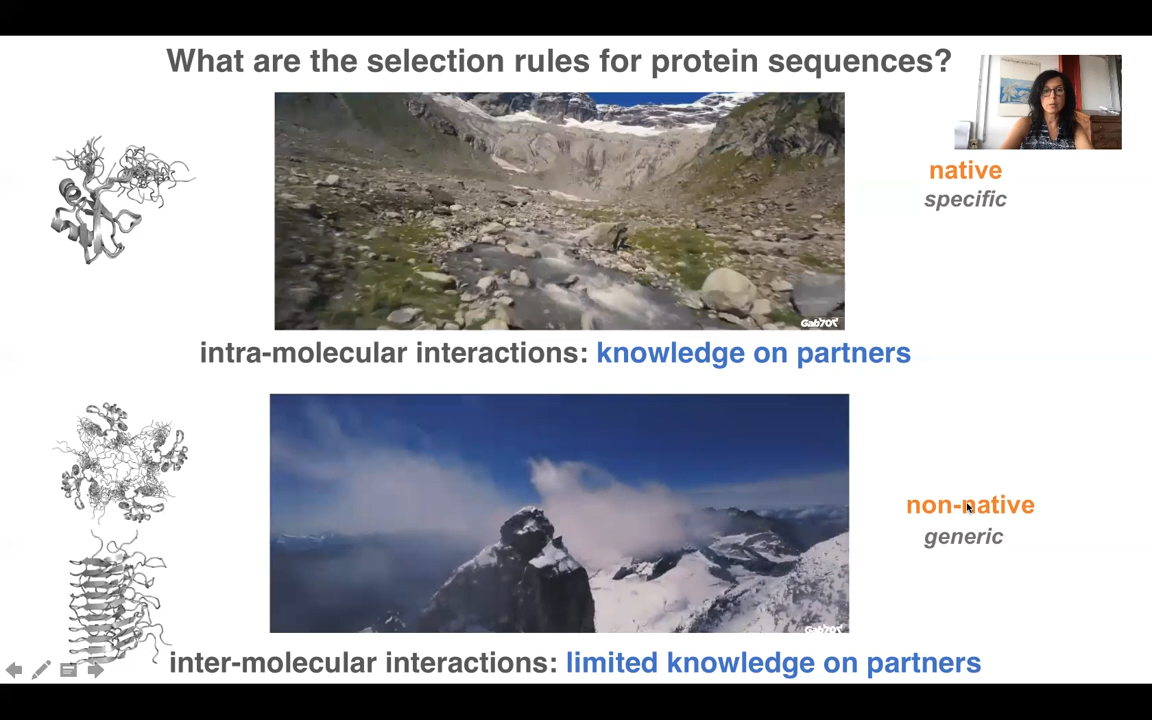 What are the selection rules for protein sequences?
native
specific
Gab707
intra-molecular interactions: knowledge on partners
non-native
generic
inter-molecular interactions: limited knowledge on partners